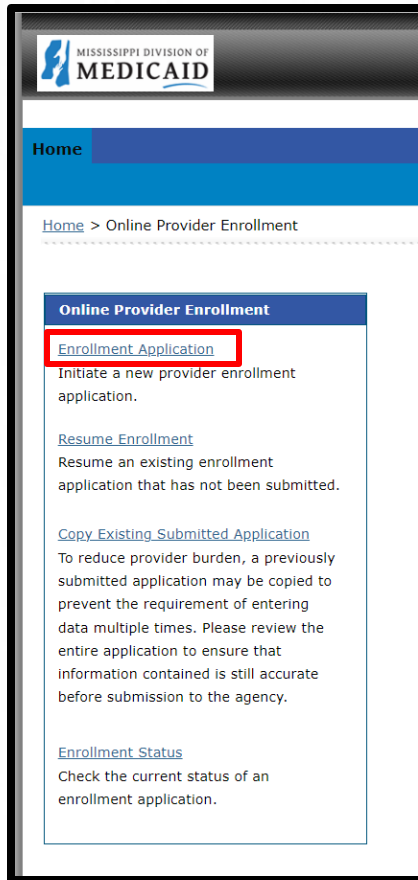 MISSISSIPPI DIVISION OF
MEDICAID
Home
Home > Online Provider Enrollment
Online Provider Enrollment
Enrollment Application
Initiate a new provider enrollment
application.
Resume Enrollment
Resume an existing enrollment
application that has not been submitted.
Copy Existing Submitted Application
To reduce provider burden, a previously
submitted application may be copied to
prevent the requirement of entering
data multiple times. Please review the
entire application to ensure that
information contained is still accurate
before submission to the agency.
Enrollment Status
Check the current status of an
enrollment application.